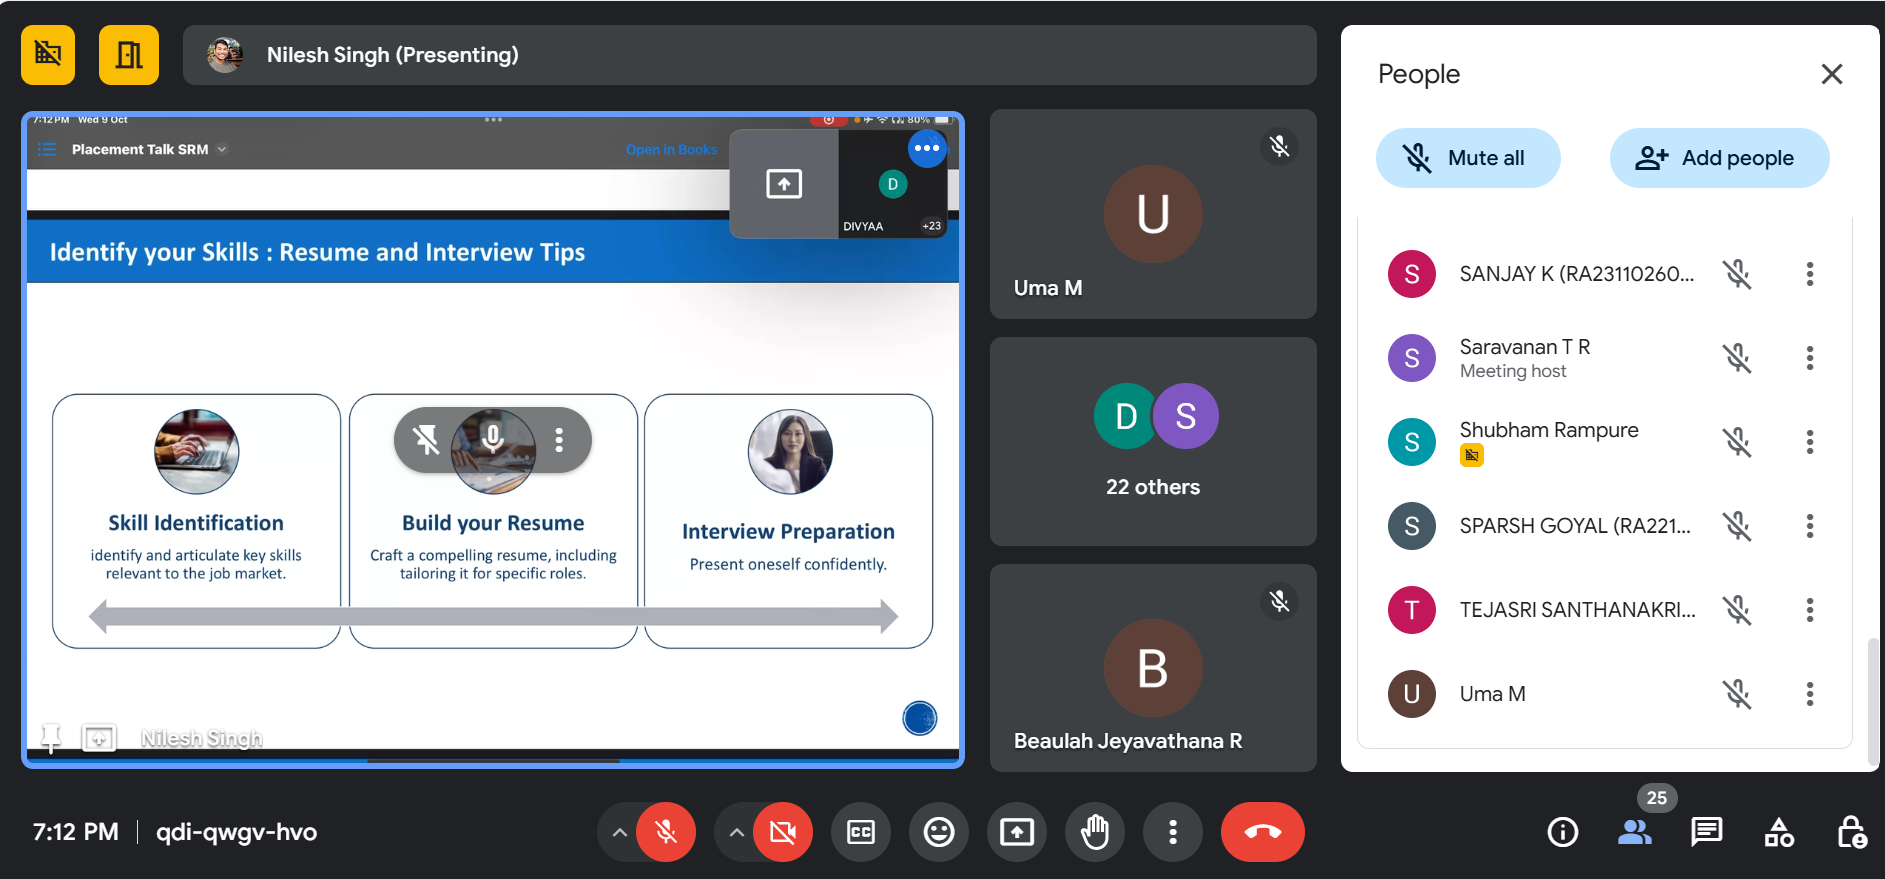 Nilesh Singh (Presenting)
7:12 PM Wed 9 Oct
80%
Placement Talk SRM
Open in Books
D
DIVYAA
+23
Identify your Skills : Resume and Interview Tips
Skill Identification
identify and articulate key skills
relevant to the job market.
Build your Resume
Craft a compelling resume, including
tailoring it for specific roles.
Interview Preparation
Present oneself confidently.
Nilesh Singh
U
Uma M
D
S
22 others
B
Beaulah Jeyavathana R
People
Mute all
Add people
S
SANJAY K (RA23110260...
S
Saravanan T R
Meeting host
S
Shubham Rampure
S
SPARSH GOYAL (RA221...
T
TEJASRI SANTHANAKRI...
U
Uma M
7:12 PM
qdi-qwgv-hvo
CC
25